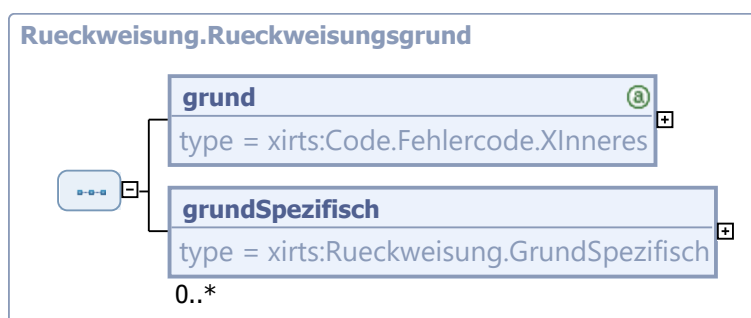 Rueckweisung.Rueckweisungsgrund
grund
type = xirts:Code.Fehlercode.XInneres
grundSpezifisch
type = xirts:Rueckweisung.GrundSpezifisch
0..*